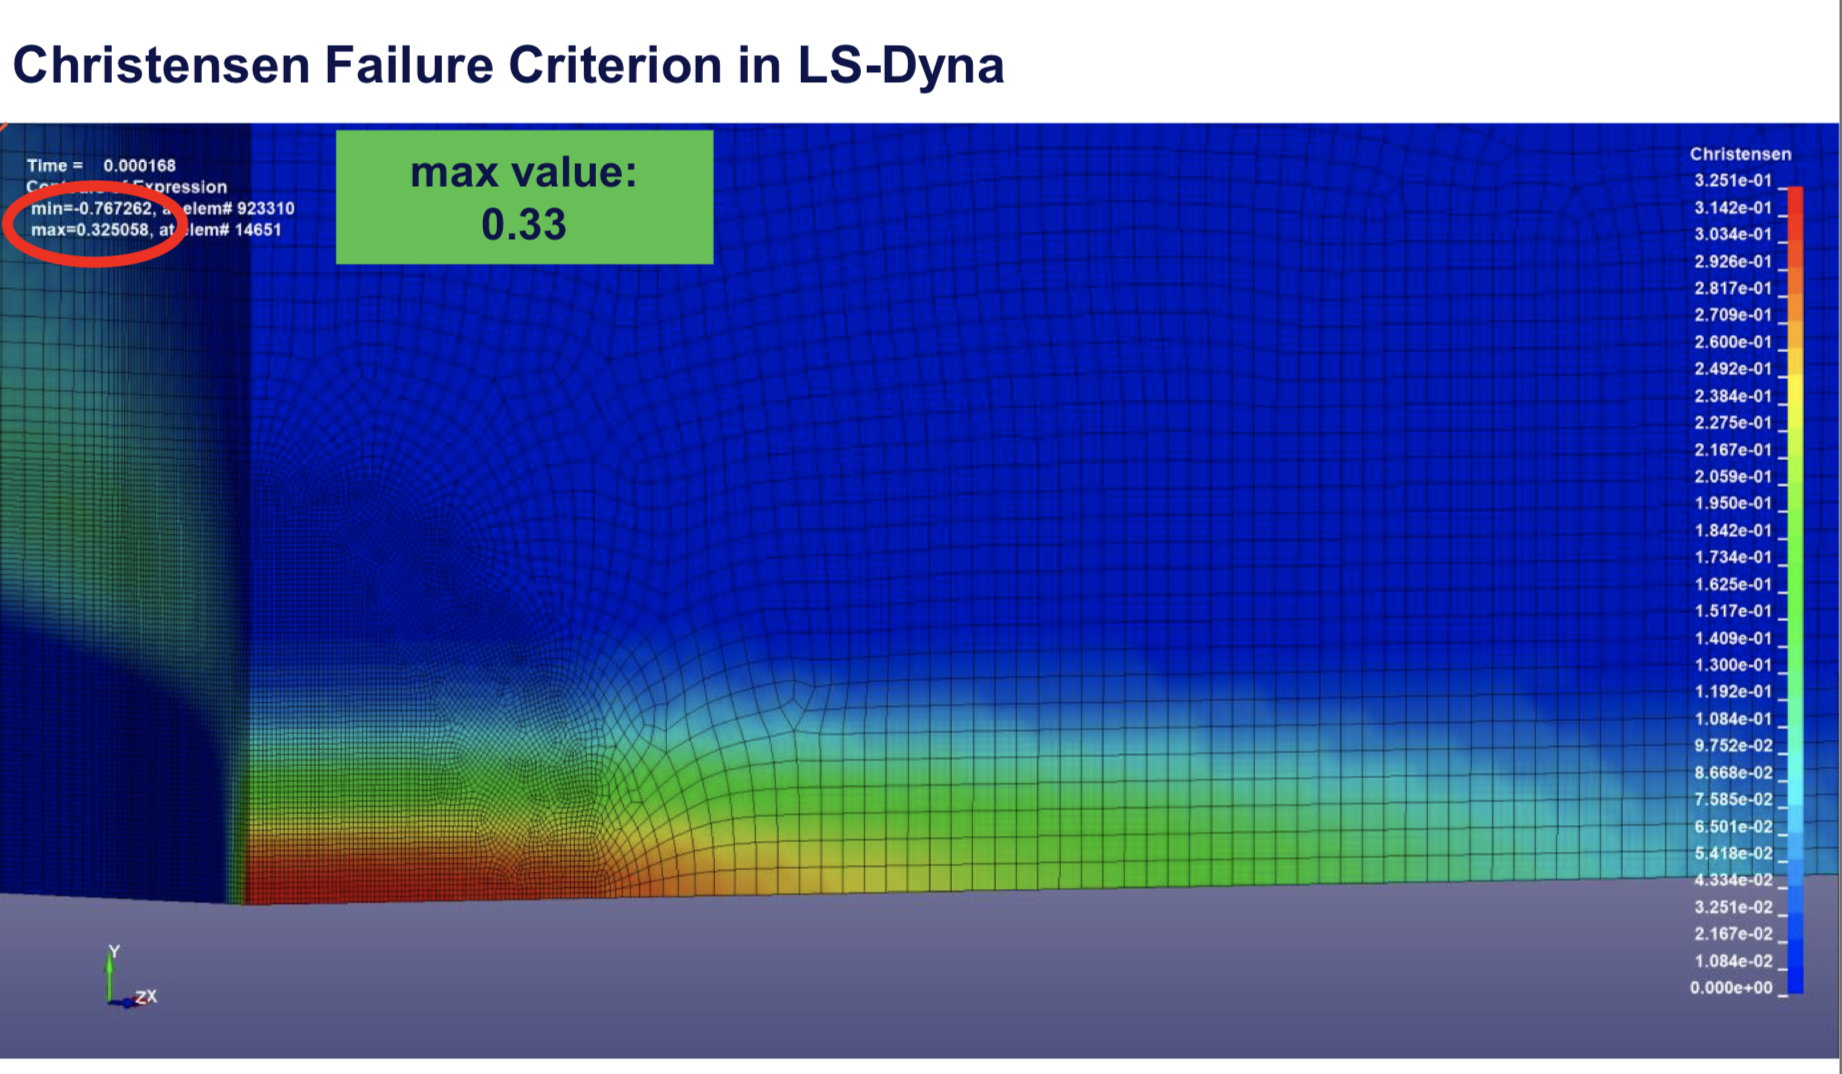 Christensen Failure Criterion in LS-Dyna
Time = 0.000168
Contours of Expression
min=-0.767262, at elem# 923310
max=0.325058, at elem# 14651
max value:
0.33
Christensen
3.251e-01
3.142e-01
3.034e-01
2.926e-01
2.817e-01
2.709e-01
2.600e-01
2.492e-01
2.384e-01
2.275e-01
2.167e-01
2.059e-01
1.950e-01
1.842e-01
1.734e-01
1.625e-01
1.517e-01
1.409e-01
1.300e-01
1.192e-01
1.084e-01
9.752e-02
8.668e-02
7.585e-02
6.501e-02
5.418e-02
4.334e-02
3.251e-02
2.167e-02
1.084e-02
0.000e+00
Y
ZX